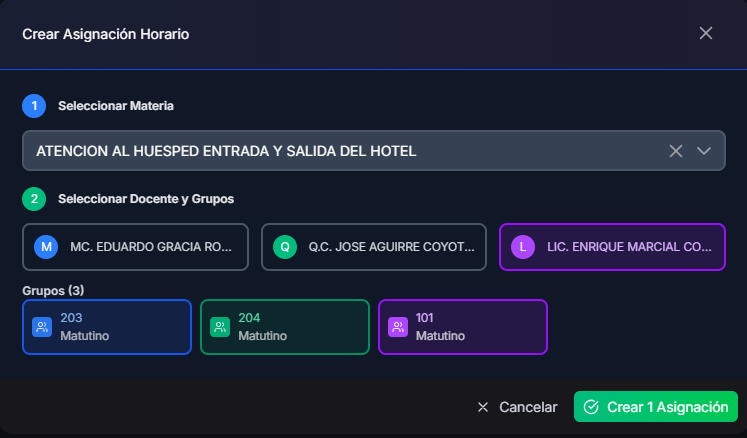 Crear Asignación Horario
1 Seleccionar Materia
ATENCION AL HUESPED ENTRADA Y SALIDA DEL HOTEL
2 Seleccionar Docente y Grupos
M MC. EDUARDO GRACIA RO...
Q Q.C. JOSE AGUIRRE COYOT...
L LIC. ENRIQUE MARCIAL CO...
Grupos (3)
203
Matutino
204
Matutino
101
Matutino
Cancelar
Crear 1 Asignación